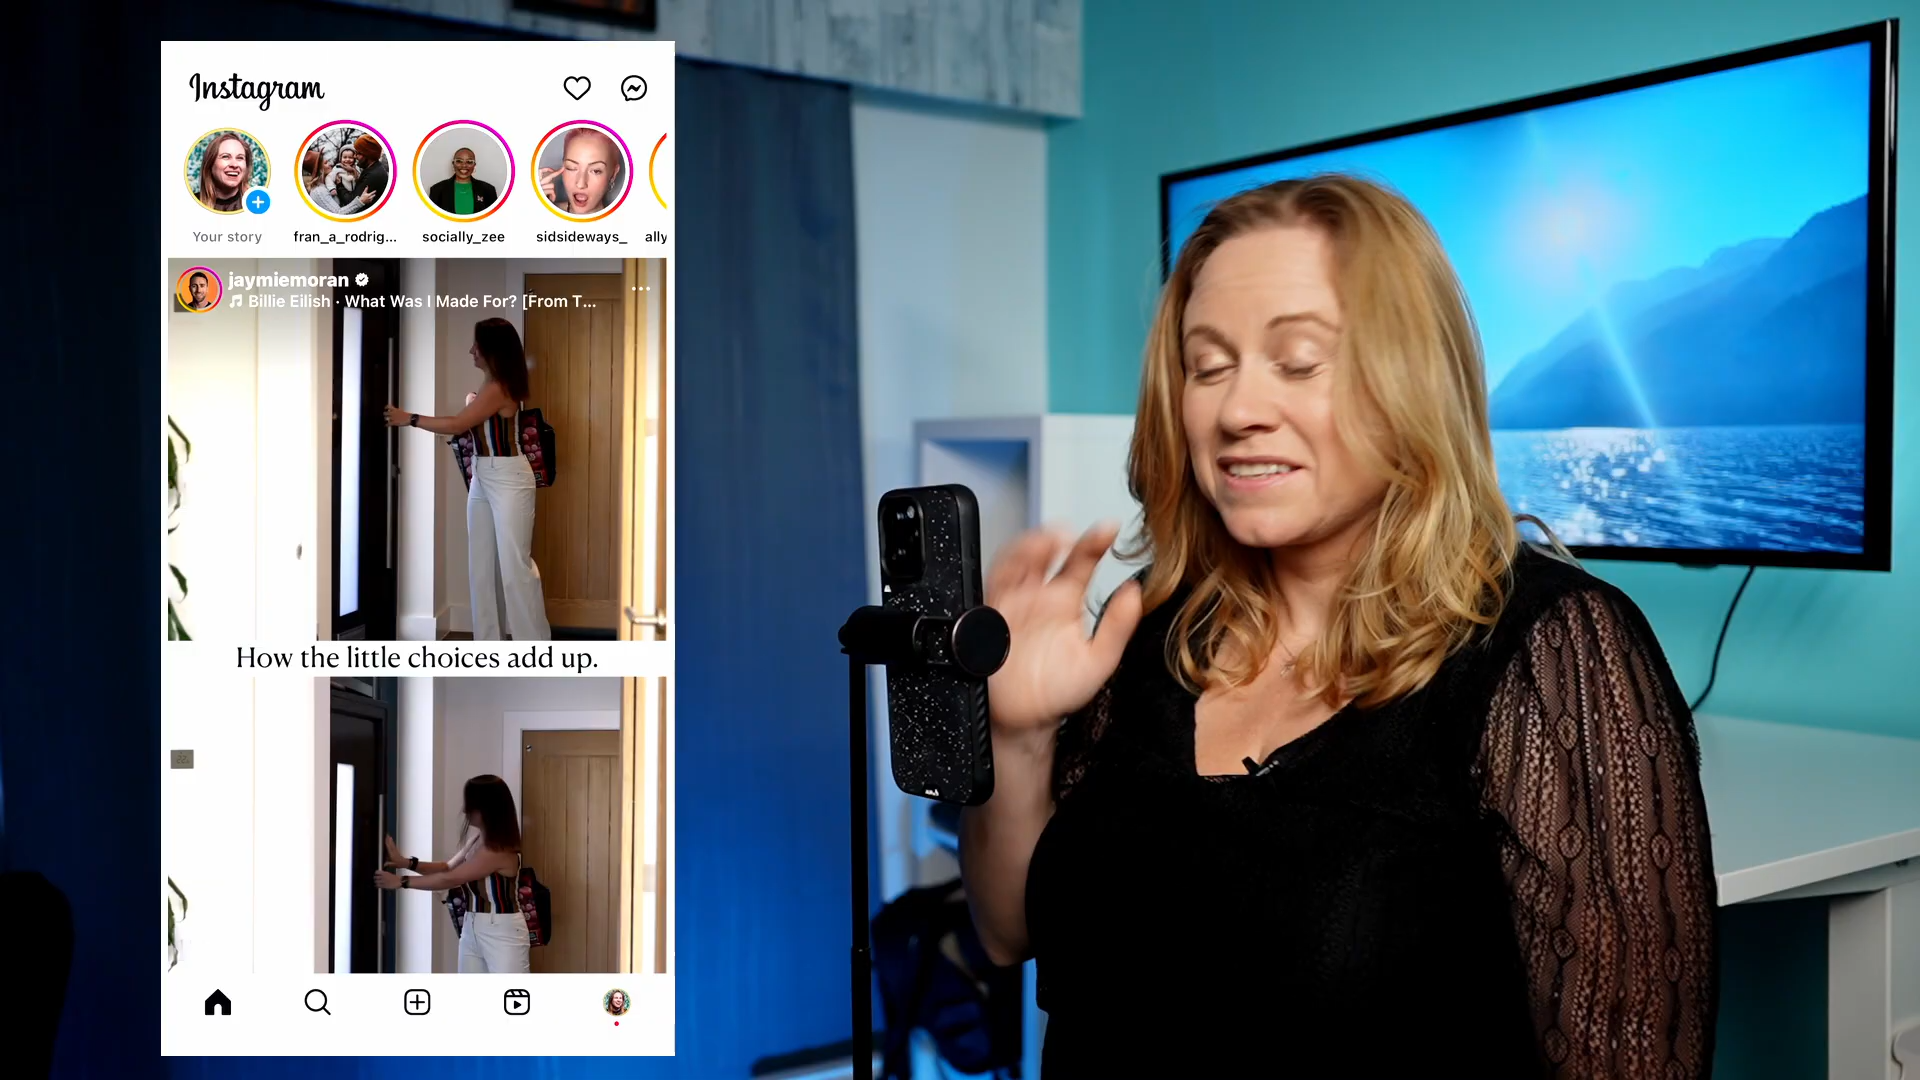 Instagram
Your story
fran_a_rodrig...
socially_zee
sidsideways_
ally
jaymiemoran
Billie Eilish · What Was I Made For? [From T...
How the little choices add up.